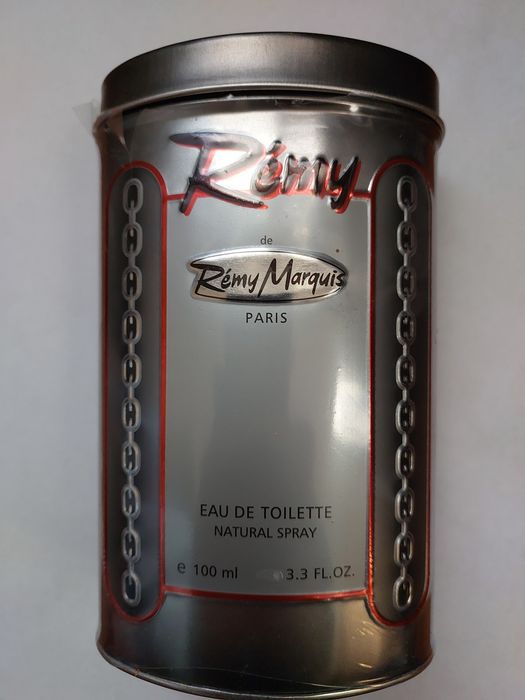 Rémy
de
Rémy Marquis
PARIS
EAU DE TOILETTE
NATURAL SPRAY
e 100 ml 3.3 FL.OZ.